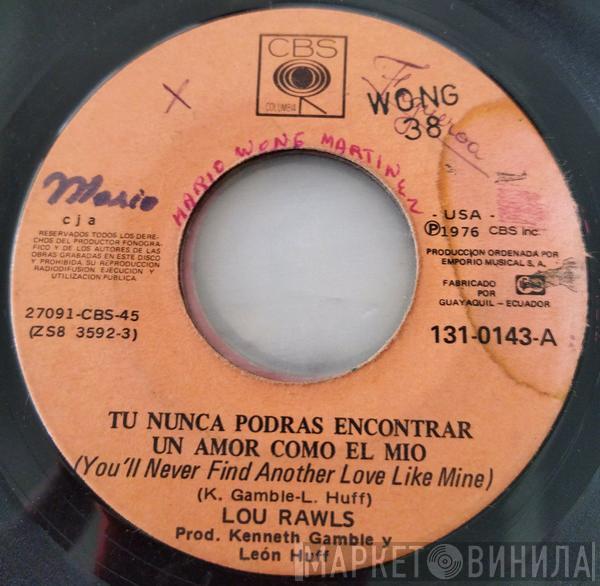 CBS
COLUMBIA
X
Figueroa
WONG
38
MARIO WONG MARTINEZ
Mario
cja
RESERVADOS TODOS LOS DERE-
CHOS DEL PRODUCTOR FONOGRA-
FICO Y DE LOS AUTORES DE LAS
OBRAS GRABADAS EN ESTE DISCO
Y PROHIBIDA SU REPRODUCCION
RADIODIFUSION EJECUCION Y
UTILIZACION PUBLICA
27091-CBS-45
(ZS8 3592-3)
- USA -
Ⓟ1976 CBS Inc.
PRODUCCION ORDENADA POR
EMPORIO MUSICAL S. A.
FABRICADO
POR
GUAYAQUIL - ECUADOR
131-0143-A
TU NUNCA PODRAS ENCONTRAR
UN AMOR COMO EL MIO
(You'll Never Find Another Love Like Mine)
(K. Gamble-L. Huff)
LOU RAWLS
Prod. Kenneth Gamble y
León Huff
МАРКЕТ ВИНИЛА